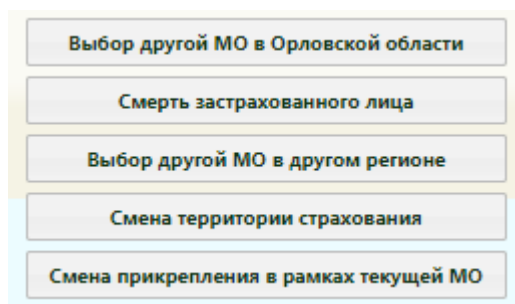 Выбор другой МО в Орловской области
Смерть застрахованного лица
Выбор другой МО в другом регионе
Смена территории страхования
Смена прикрепления в рамках текущей МО